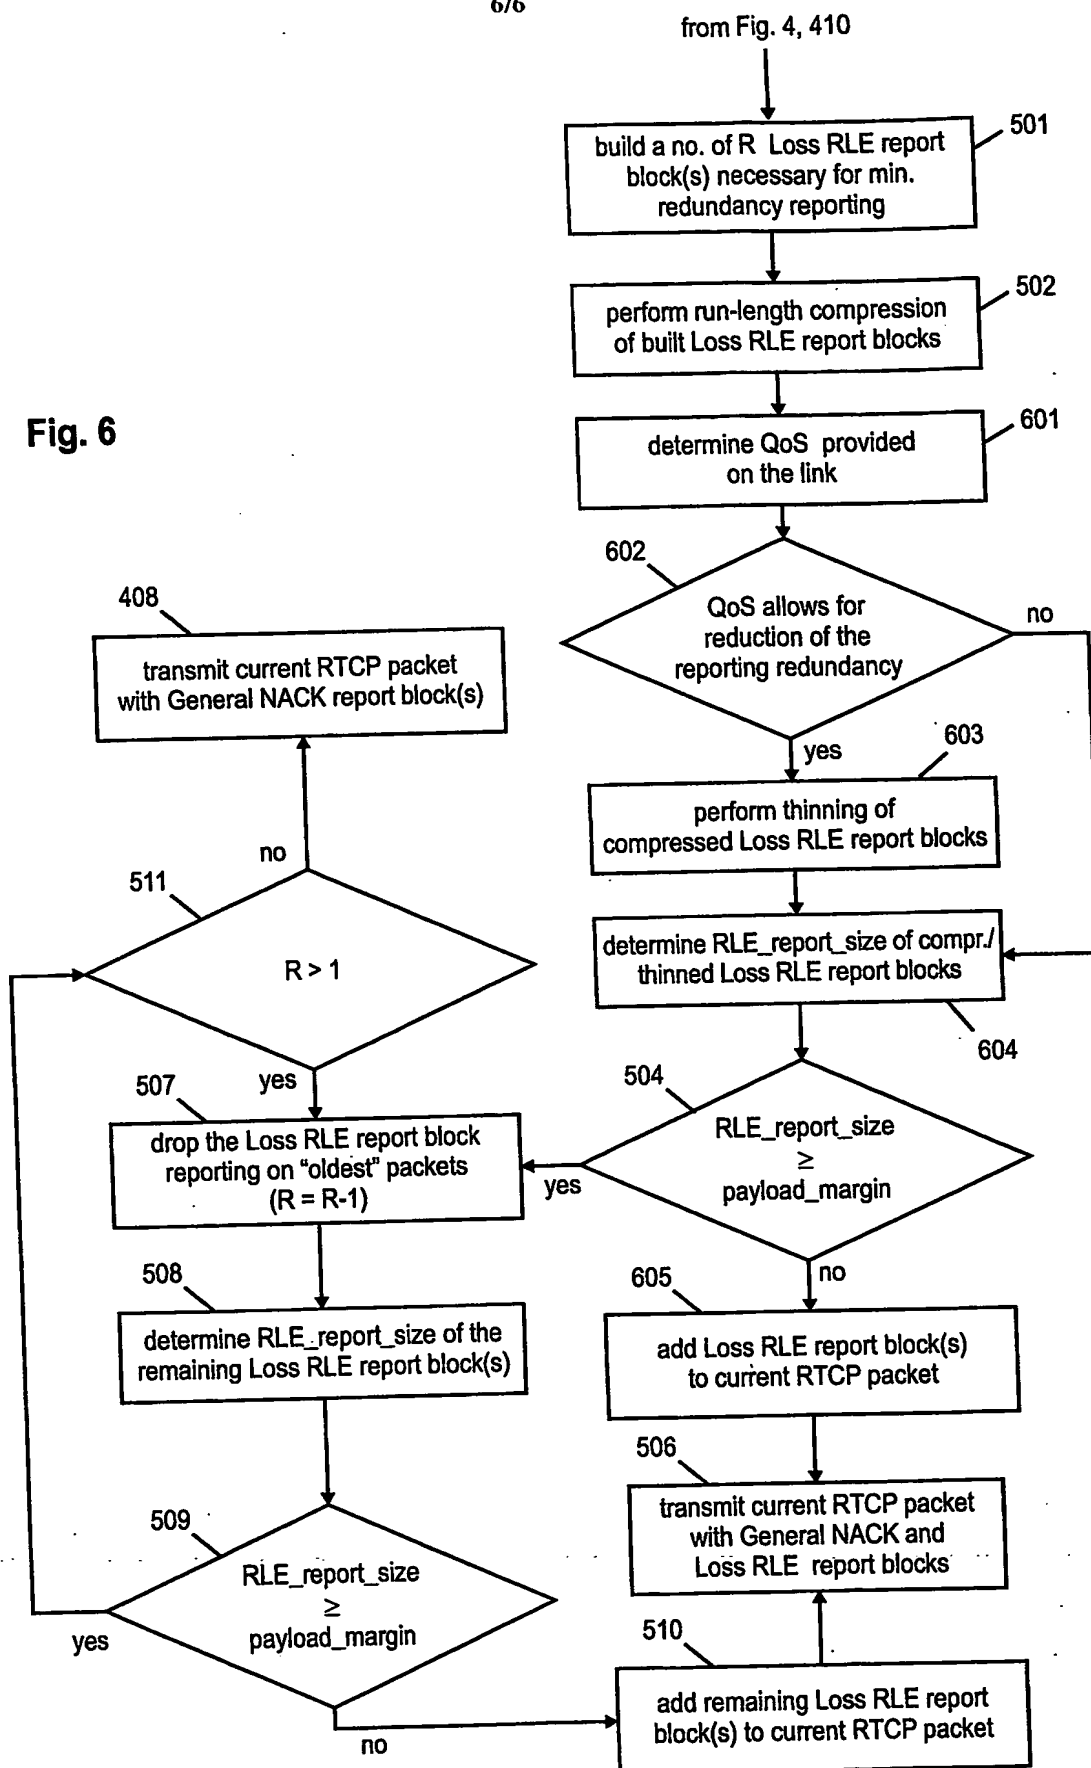 6/6
from Fig. 4, 410
501
build a no. of R Loss RLE report
block(s) necessary for min.
redundancy reporting
502
perform run-length compression
of built Loss RLE report blocks
Fig. 6
601
determine QoS provided
on the link
602
QoS allows for
reduction of the
reporting redundancy
no
yes
408
transmit current RTCP packet
with General NACK report block(s)
603
perform thinning of
compressed Loss RLE report blocks
no
511
R > 1
yes
determine RLE_report_size of compr./
thinned Loss RLE report blocks
604
504
RLE_report_size
≥
payload_margin
yes
no
507
drop the Loss RLE report block
reporting on "oldest" packets
(R = R-1)
508
determine RLE_report_size of the
remaining Loss RLE report block(s)
605
add Loss RLE report block(s)
to current RTCP packet
506
transmit current RTCP packet
with General NACK and
Loss RLE report blocks
509
RLE_report_size
≥
payload_margin
yes
no
510
add remaining Loss RLE report
block(s) to current RTCP packet